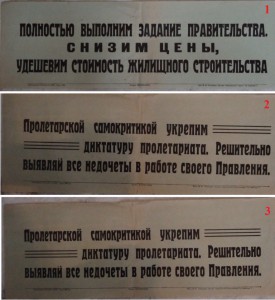 1
ПОЛНОСТЬЮ ВЫПОЛНИМ ЗАДАНИЕ ПРАВИТЕЛЬСТВА.
СНИЗИМ ЦЕНЫ,
УДЕШЕВИМ СТОИМОСТЬ ЖИЛИЩНОГО СТРОИТЕЛЬСТВА
2
Пролетарской самокритикой укрепим
диктатуру пролетариата. Решительно
выявляй все недочеты в работе своего Правления.
3
Пролетарской самокритикой укрепим
диктатуру пролетариата. Решительно
выявляй все недочеты в работе своего Правления.